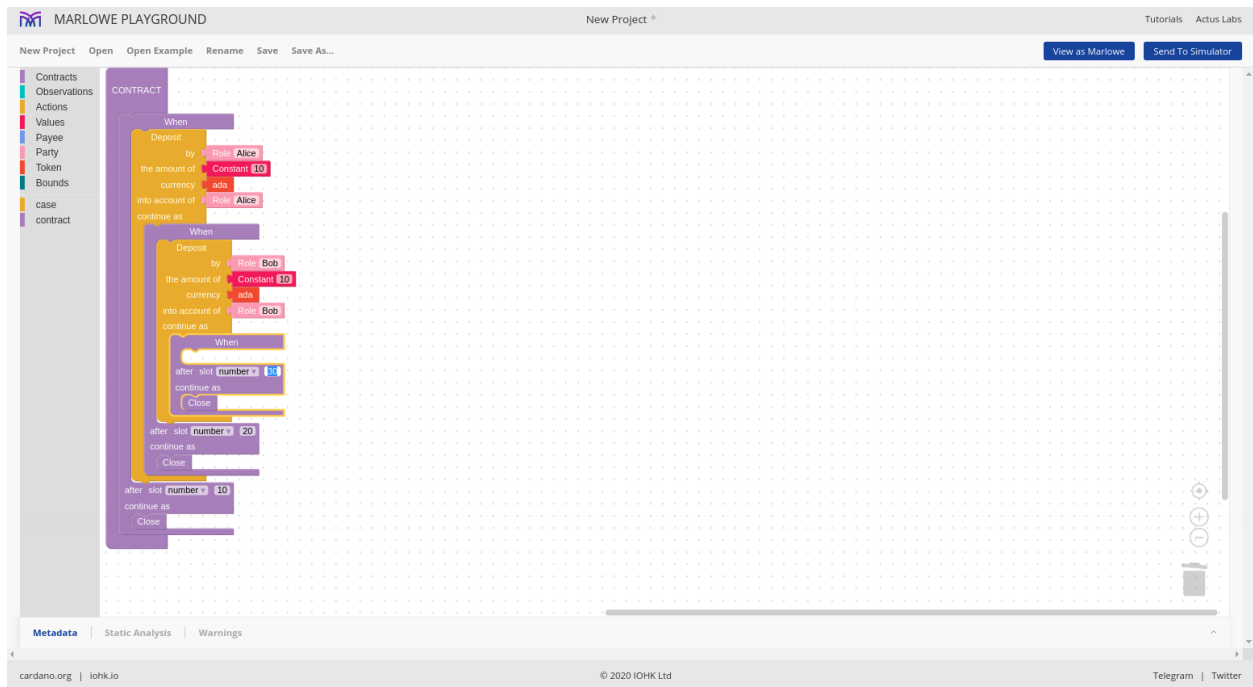 MARLOWE PLAYGROUND
New Project *
Tutorials Actus Labs
New Project Open Open Example Rename Save Save As...
View as Marlowe Send To Simulator
Contracts
Observations
Actions
Values
Payee
Party
Token
Bounds
case
contract
CONTRACT
When
Deposit
by Role Alice
the amount of Constant 10
currency ada
into account of Role Alice
continue as
When
Deposit
by Role Bob
the amount of Constant 10
currency ada
into account of Role Bob
continue as
When
after slot number 30
continue as
Close
after slot number 20
continue as
Close
after slot number 10
continue as
Close
Metadata | Static Analysis | Warnings
cardano.org | iohk.io
© 2020 IOHK Ltd
Telegram | Twitter